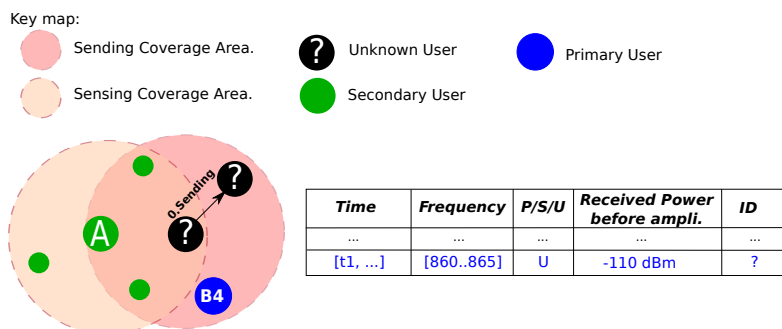 Key map:
Sending Coverage Area.
? Unknown User
Primary User
Sensing Coverage Area.
Secondary User
0.Sending
?
A
?
B4
Time Frequency P/S/U Received Power before ampli. ID
... ... ... ... ...
[t1, ...] [860..865] U -110 dBm ?